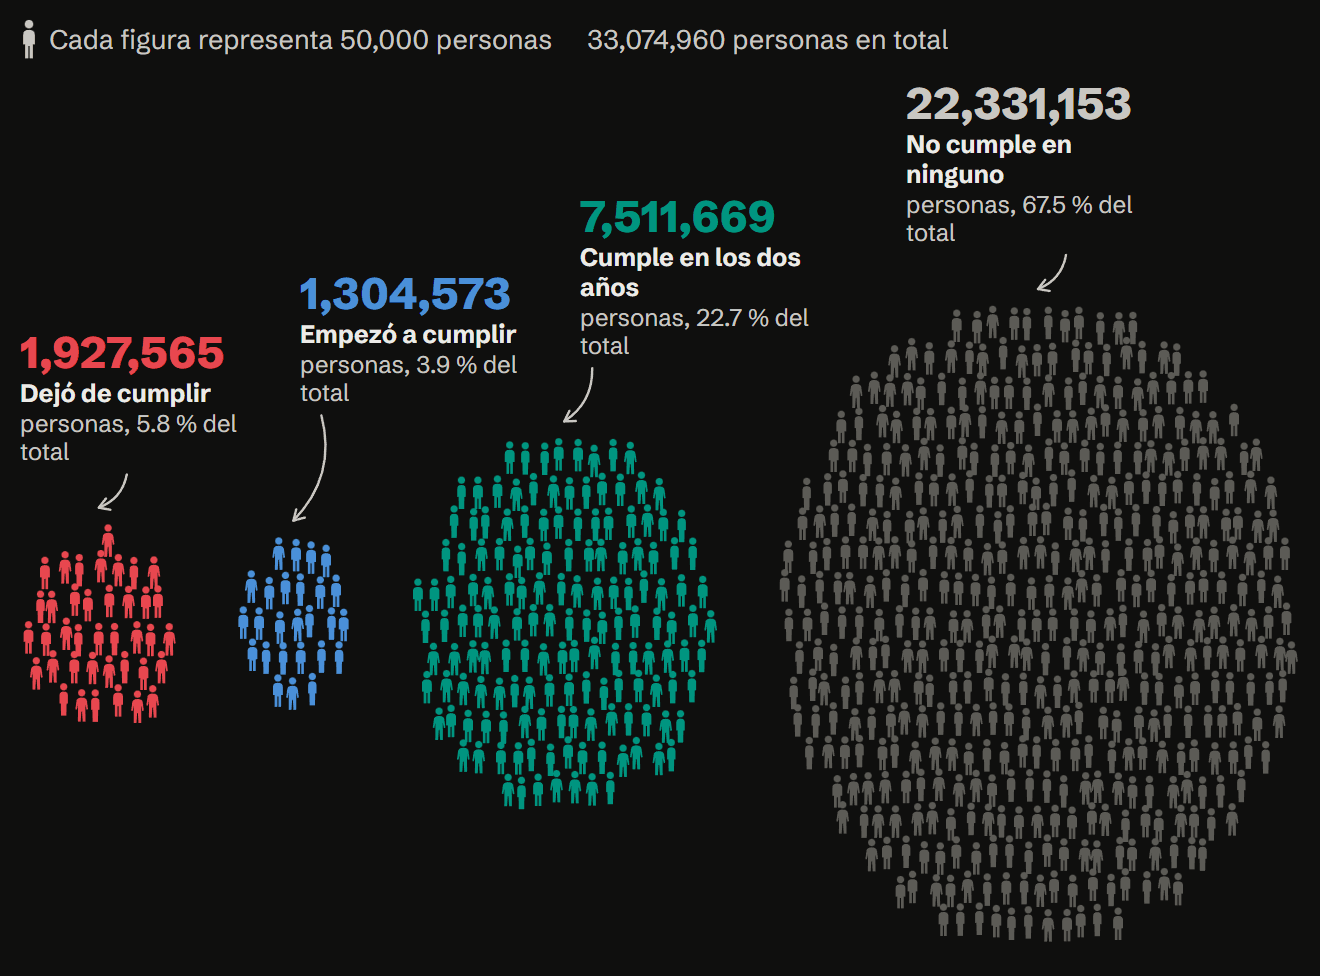 Cada figura representa 50,000 personas 33,074,960 personas en total
22,331,153
No cumple en
ninguno
personas, 67.5 % del
total
7,511,669
Cumple en los dos
años
personas, 22.7 % del
total
1,304,573
Empezó a cumplir
personas, 3.9 % del
total
1,927,565
Dejó de cumplir
personas, 5.8 % del
total